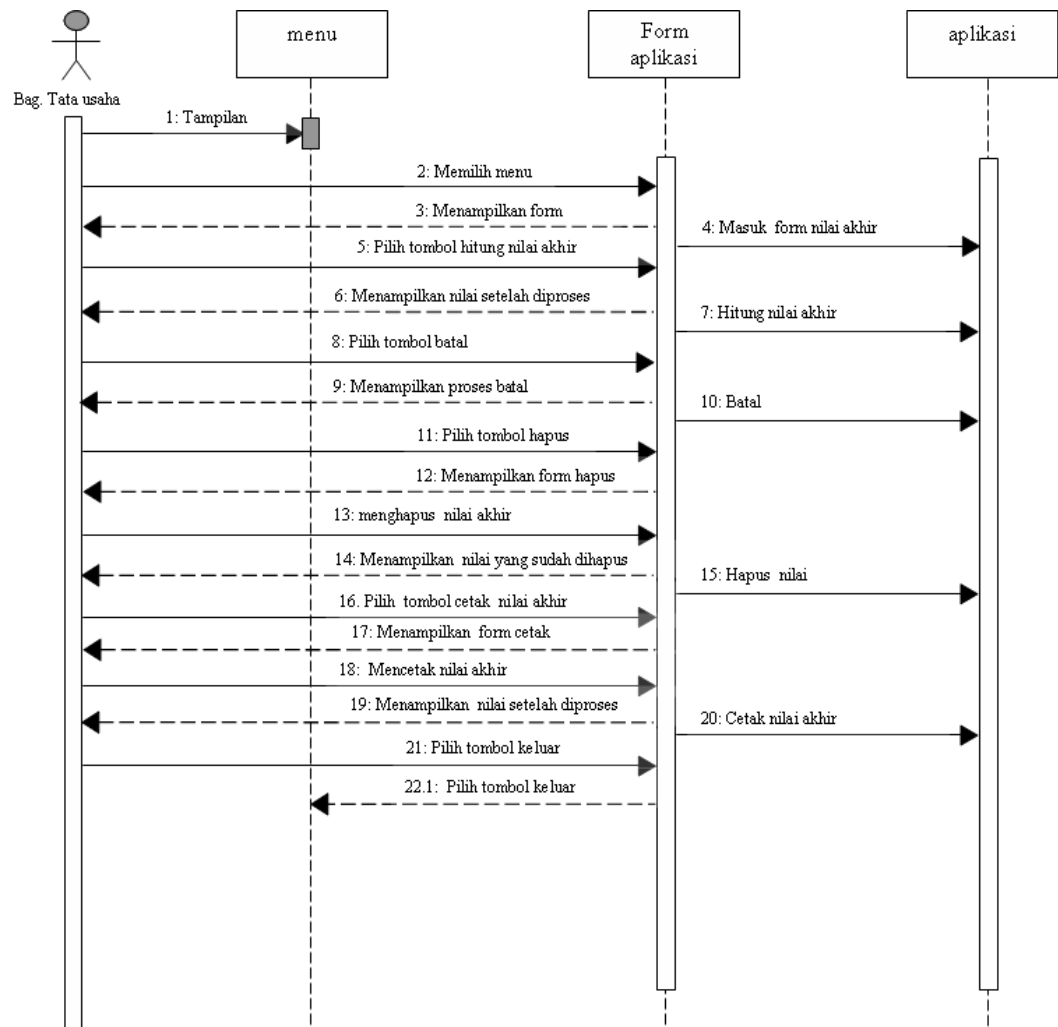 menu
Form
aplikasi
aplikasi
Bag. Tata usaha
1: Tampilan
2: Memilih menu
3: Menampilkan form
4: Masuk form nilai akhir
5: Pilih tombol hitung nilai akhir
6: Menampilkan nilai setelah diproses
7: Hitung nilai akhir
8: Pilih tombol batal
9: Menampilkan proses batal
10: Batal
11: Pilih tombol hapus
12: Menampilkan form hapus
13: menghapus nilai akhir
14: Menampilkan nilai yang sudah dihapus
15: Hapus nilai
16. Pilih tombol cetak nilai akhir
17: Menampilkan form cetak
18: Mencetak nilai akhir
19: Menampilkan nilai setelah diproses
20: Cetak nilai akhir
21: Pilih tombol keluar
22.1: Pilih tombol keluar